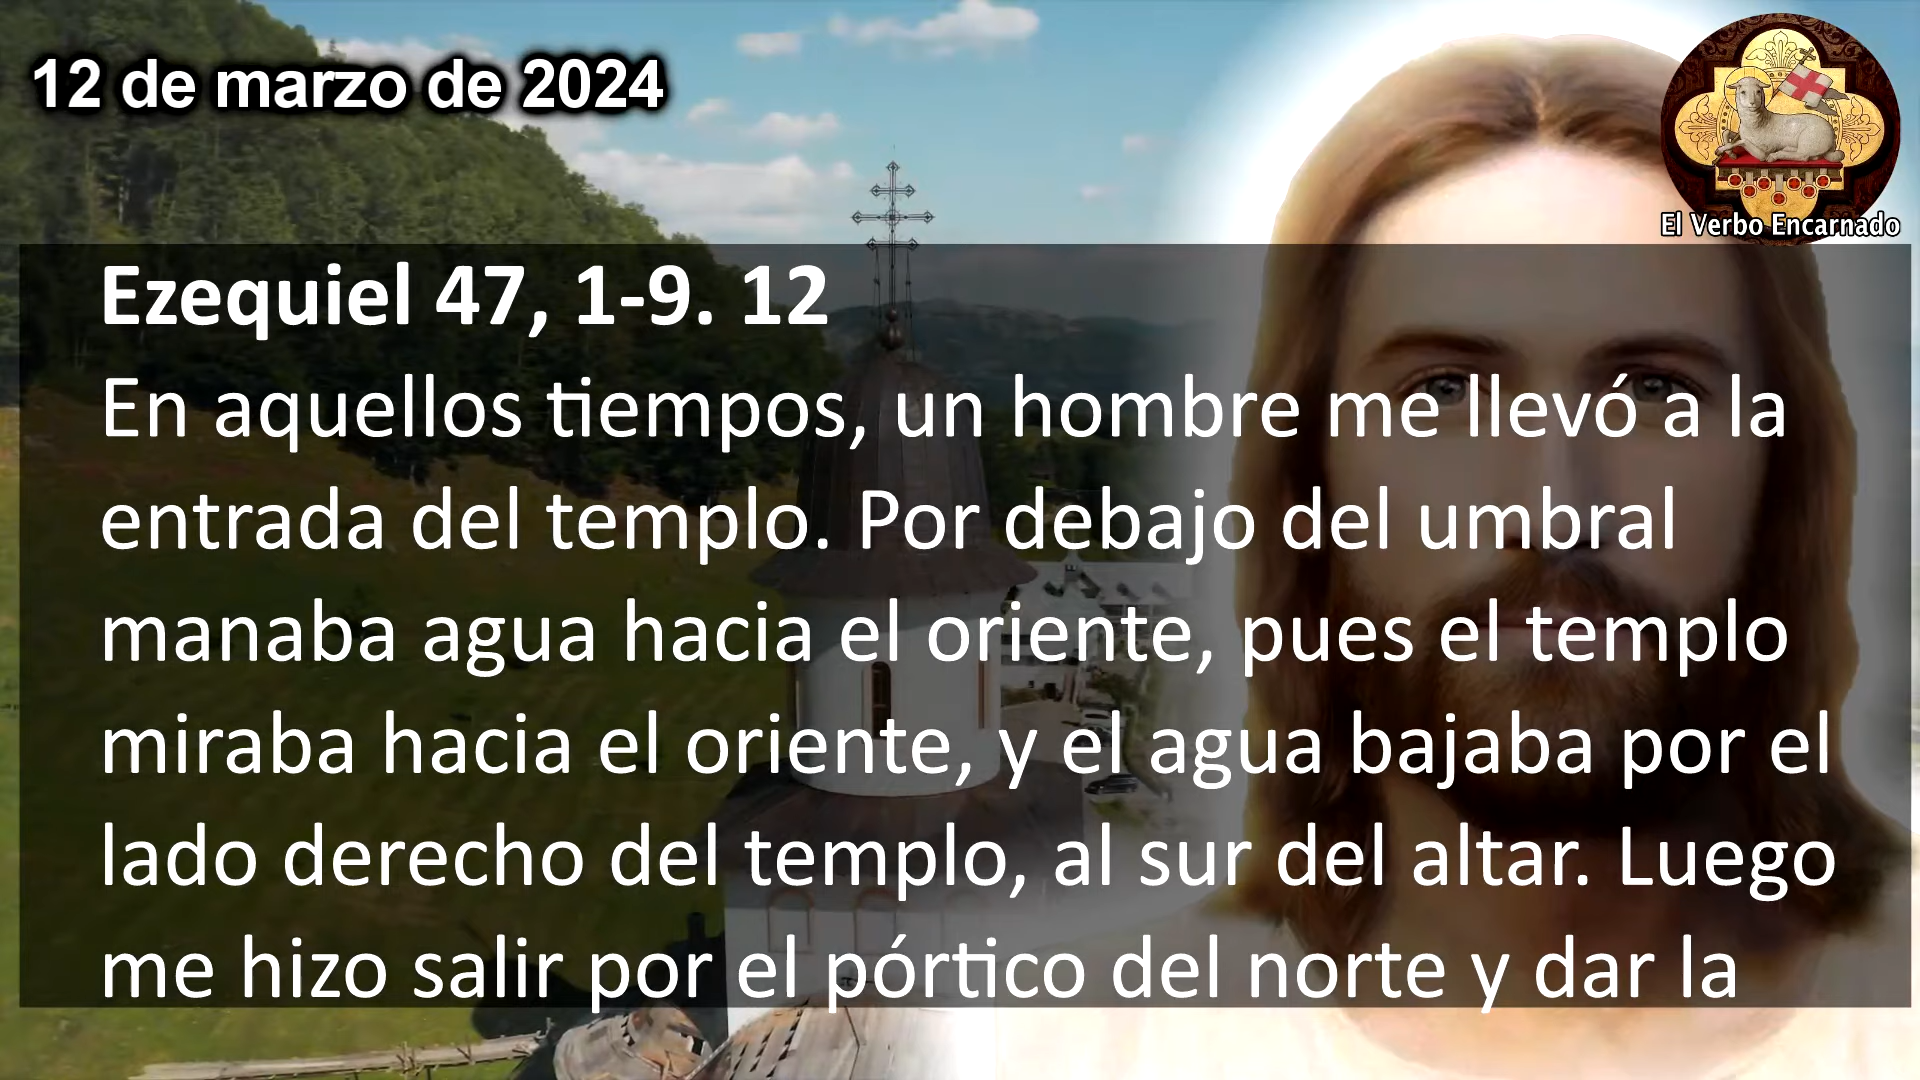 12 de marzo de 2024
El Verbo Encarnado
Ezequiel 47, 1-9. 12
En aquellos tiempos, un hombre me llevó a la
entrada del templo. Por debajo del umbral
manaba agua hacia el oriente, pues el templo
miraba hacia el oriente, y el agua bajaba por el
lado derecho del templo, al sur del altar. Luego
me hizo salir por el pórtico del norte y dar la